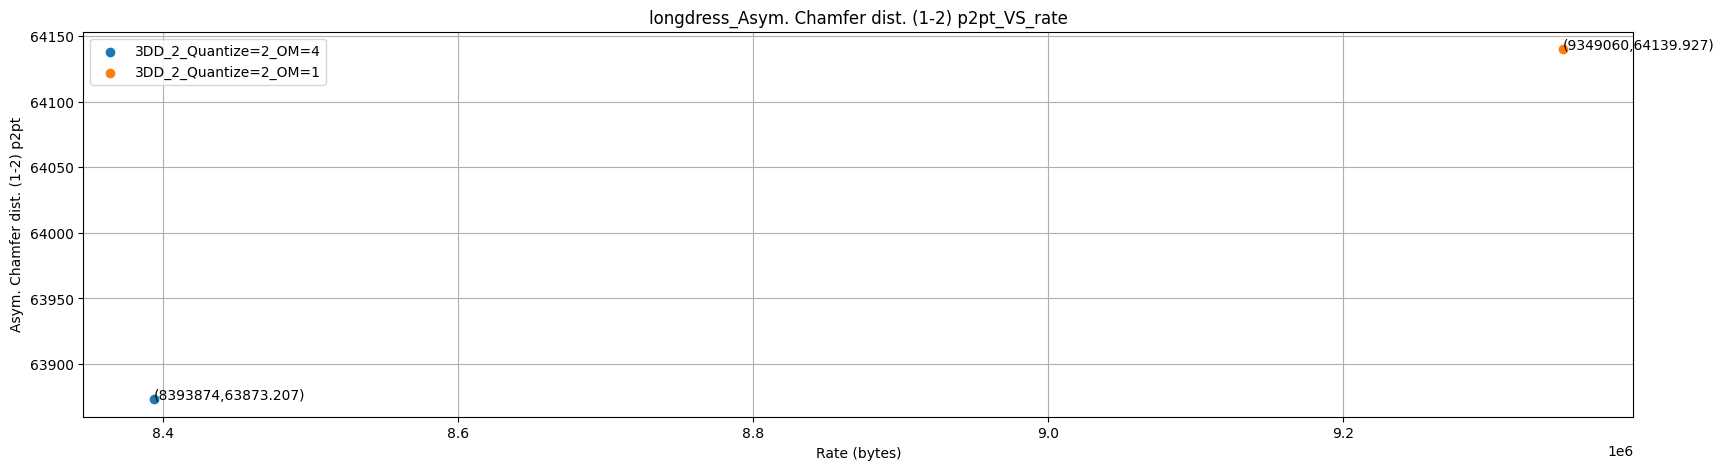 longdress_Asym. Chamfer dist. (1-2) p2pt_VS_rate
3DD_2_Quantize=2_OM=4
3DD_2_Quantize=2_OM=1
(9349060,64139.927)
(8393874,63873.207)
Asym. Chamfer dist. (1-2) p2pt
64150
64100
64050
64000
63950
63900
8.4
8.6
8.8
9.0
9.2
1e6
Rate (bytes)